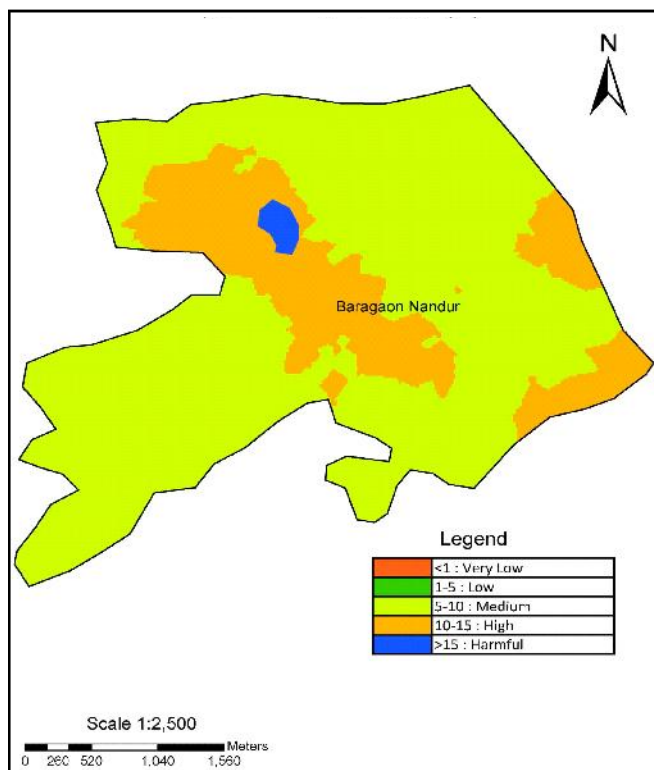 N
Baragaon Nandur
Legend
<1 : Very Low
1-5 : Low
5-10 : Medium
10-15 : High
>15 : Harmful
Scale 1:2,500
Meters
0 260 520 1,040 1,560